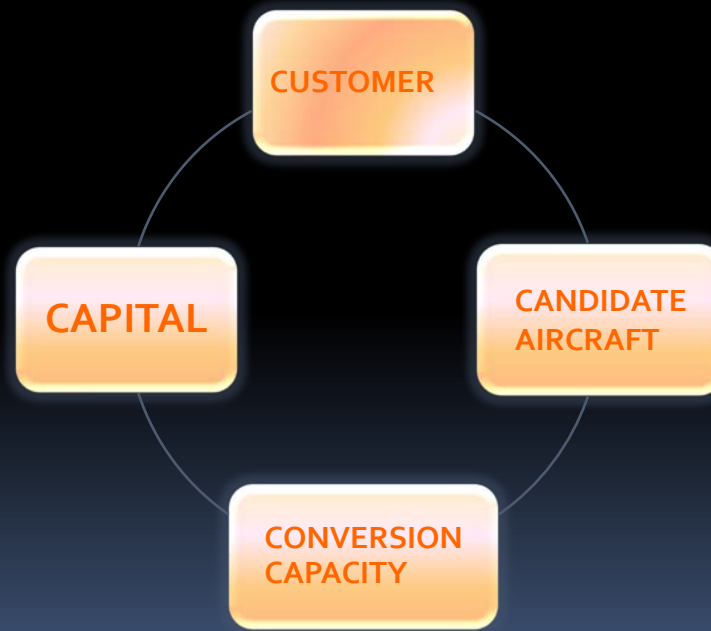 CUSTOMER
CAPITAL
CANDIDATE
AIRCRAFT
CONVERSION
CAPACITY